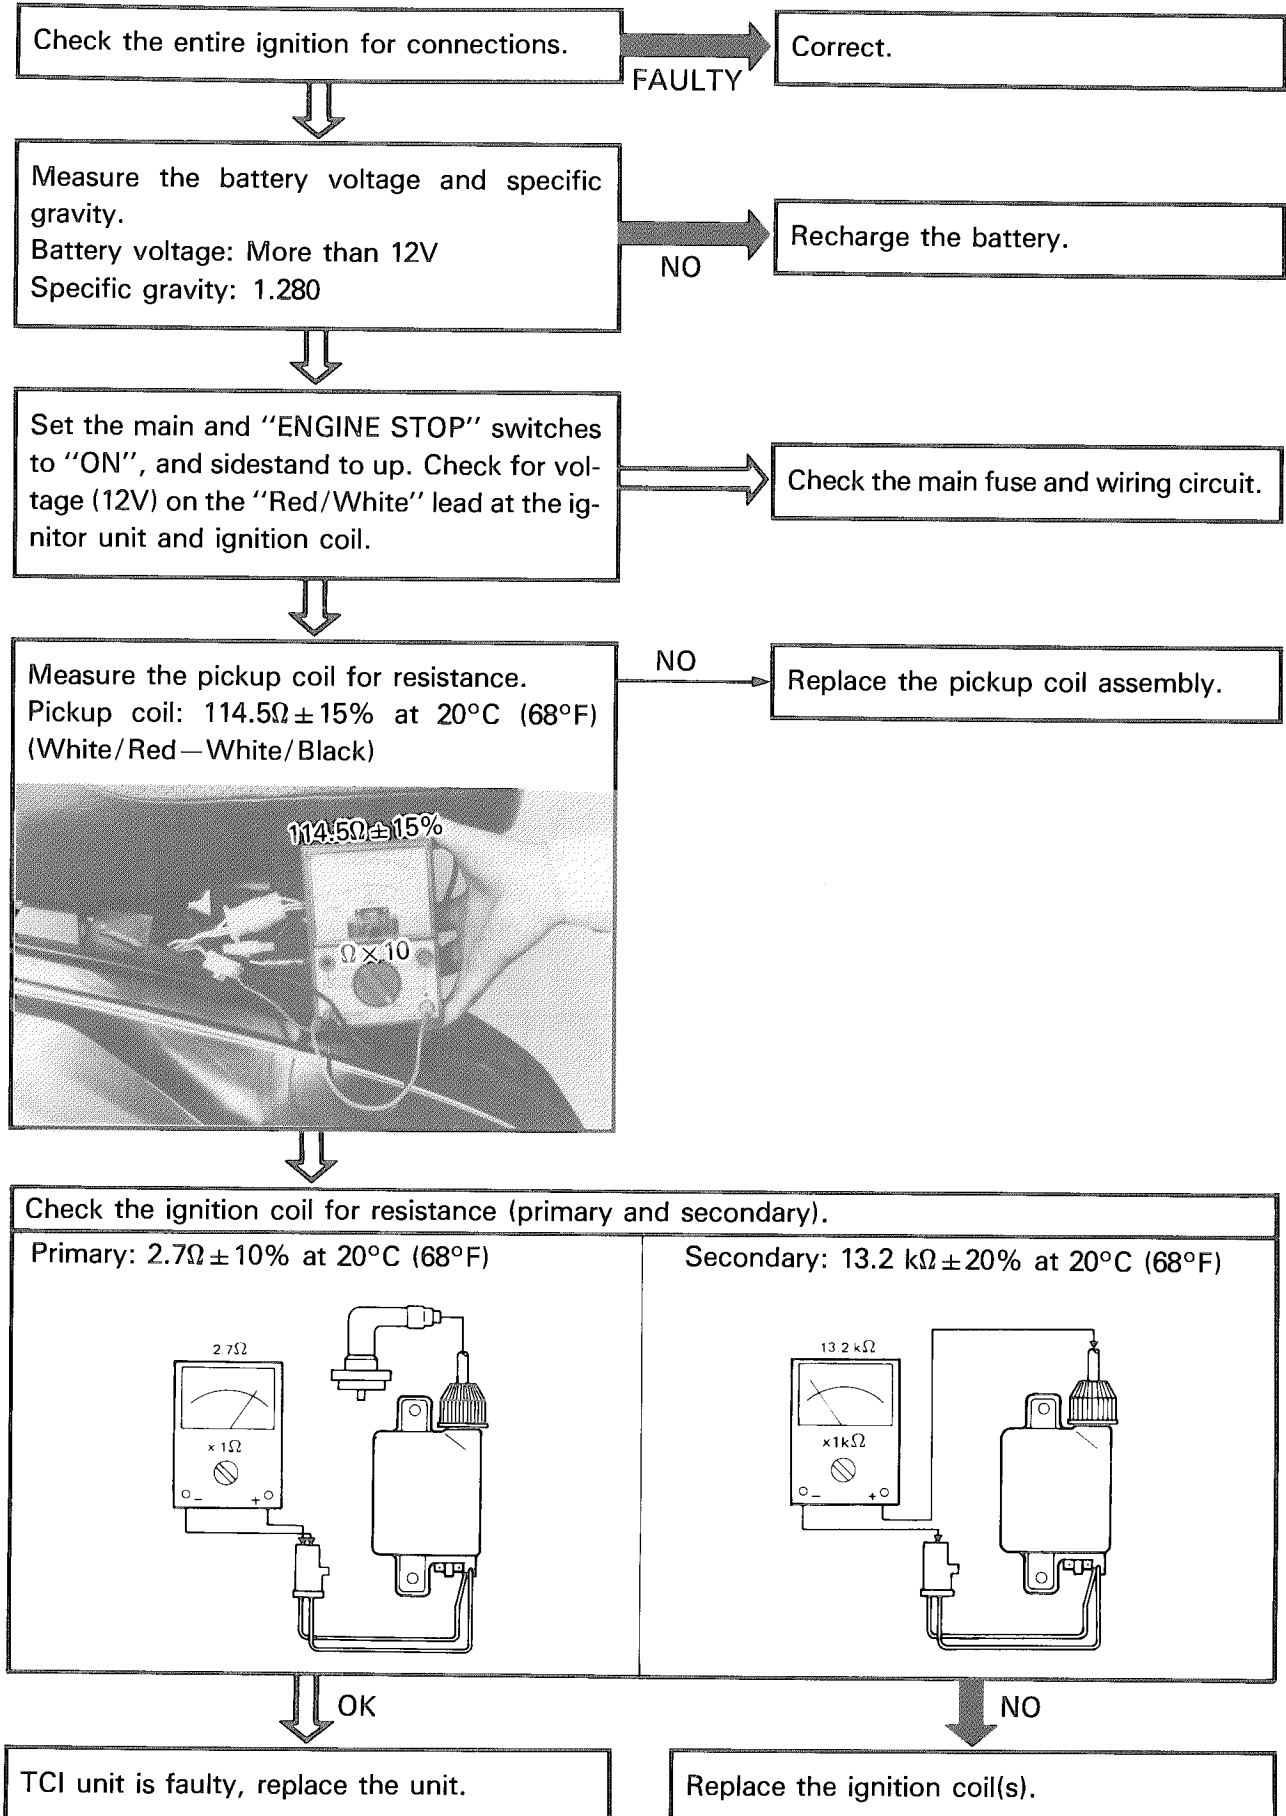 Check the entire ignition for connections.
FAULTY
Correct.
Measure the battery voltage and specific
gravity.
Battery voltage: More than 12V
Specific gravity: 1.280
NO
Recharge the battery.
Set the main and "ENGINE STOP" switches
to "ON", and sidestand to up. Check for vol-
tage (12V) on the "Red/White" lead at the ig-
nitor unit and ignition coil.
Check the main fuse and wiring circuit.
Measure the pickup coil for resistance.
Pickup coil: 114.5Ω±15% at 20°C (68°F)
(White/Red—White/Black)
NO
Replace the pickup coil assembly.
114.5Ω±15%
Ω×10
Check the ignition coil for resistance (primary and secondary).
Primary: 2.7Ω±10% at 20°C (68°F)
2.7Ω
× 1Ω
− +
Secondary: 13.2 kΩ±20% at 20°C (68°F)
13.2 kΩ
x1kΩ
− +
OK
NO
TCI unit is faulty, replace the unit.
Replace the ignition coil(s).